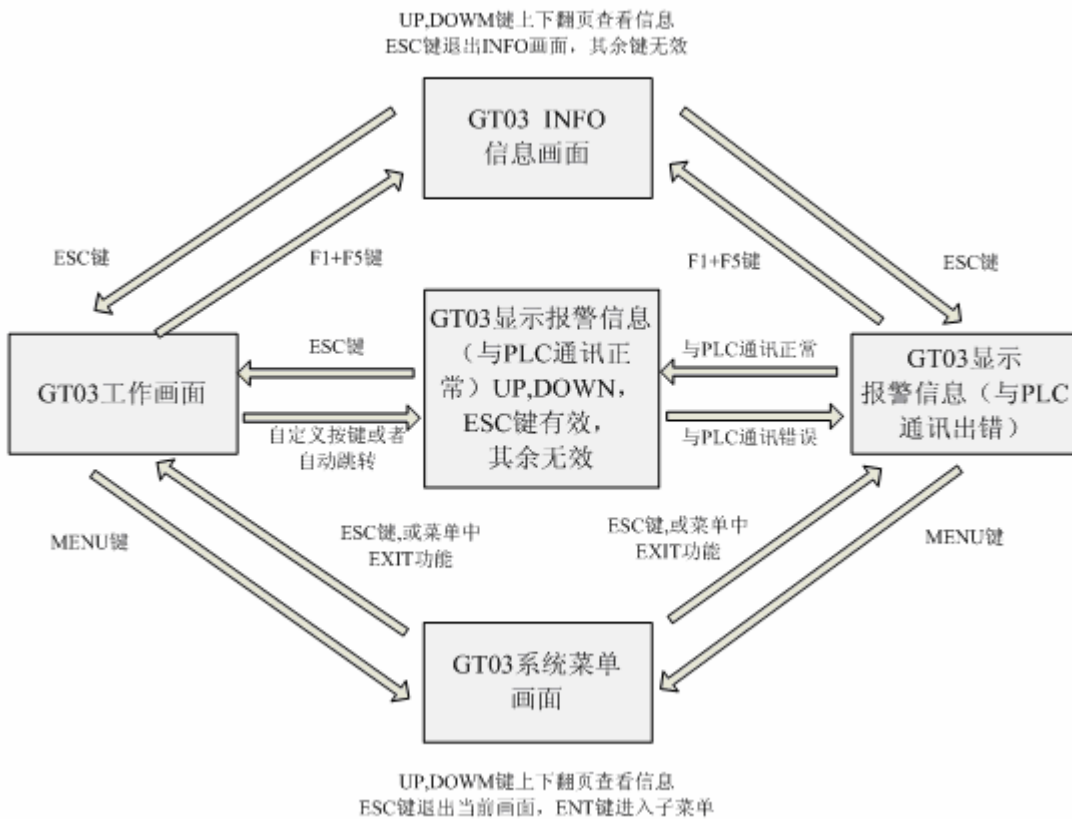 UP,DOWM键上下翻页查看信息
ESC键退出INFO画面，其余键无效
GT03 INFO
信息画面
ESC键
F1+F5键
F1+F5键
ESC键
GT03工作画面
ESC键
自定义按键或者
自动跳转
GT03显示报警信息
（与PLC通讯正
常）UP,DOWN，
ESC键有效，
其余无效
与PLC通讯正常
与PLC通讯错误
GT03显示
报警信息（与PLC
通讯出错）
MENU键
ESC键,或菜单中
EXIT功能
ESC键,或菜单中
EXIT功能
MENU键
GT03系统菜单
画面
UP,DOWM键上下翻页查看信息
ESC键退出当前画面，ENT键进入子菜单